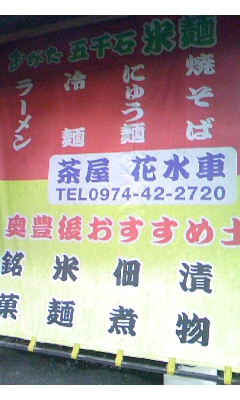 おがた 五千石 米麺
焼そば
にゅう麺
冷麺
ラーメン
茶屋 花水車
TEL0974-42-2720
奥豊後おすすめ土
漬物
佃煮
米麺
銘菓